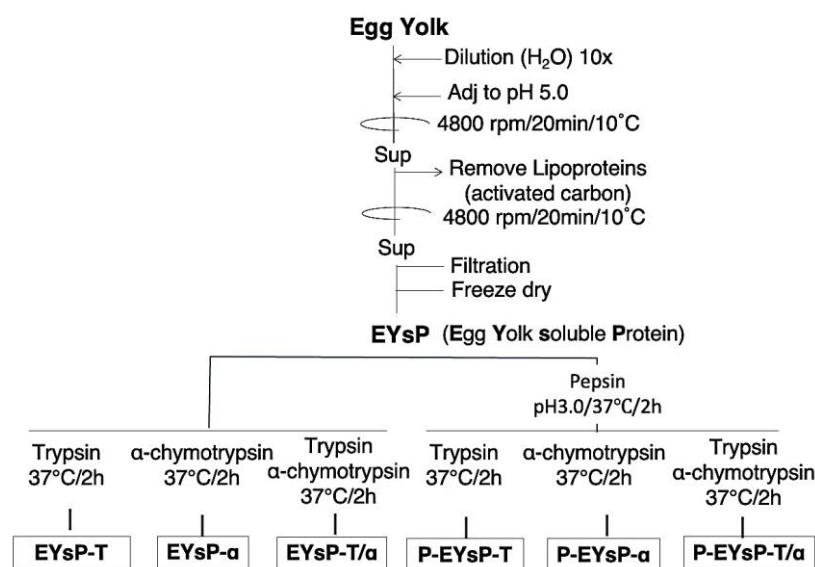 Egg Yolk
Dilution (H₂O) 10x
Adj to pH 5.0
4800 rpm/20min/10˚C
Sup
Remove Lipoproteins
(activated carbon)
4800 rpm/20min/10˚C
Sup
Filtration
Freeze dry
EYsP (Egg Yolk soluble Protein)
Pepsin
pH3.0/37℃/2h
Trypsin
37°C/2h
α-chymotrypsin
37°C/2h
Trypsin
α-chymotrypsin
37°C/2h
Trypsin
37°C/2h
α-chymotrypsin
37°C/2h
Trypsin
α-chymotrypsin
37°C/2h
EYsP-T
EYsP-α
EYsP-T/α
P-EYsP-T
P-EYsP-α
P-EYsP-T/α